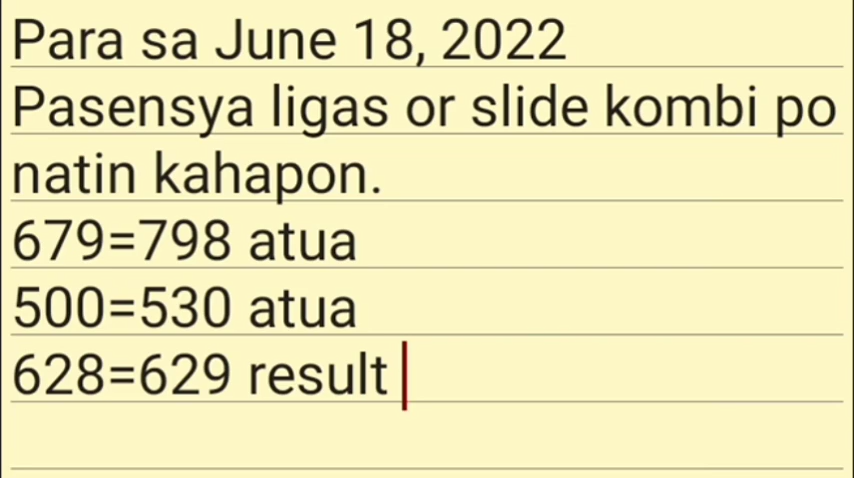 Para sa June 18, 2022
Pasensya ligas or slide kombi po
natin kahapon.
679=798 atua
500=530 atua
628=629 result